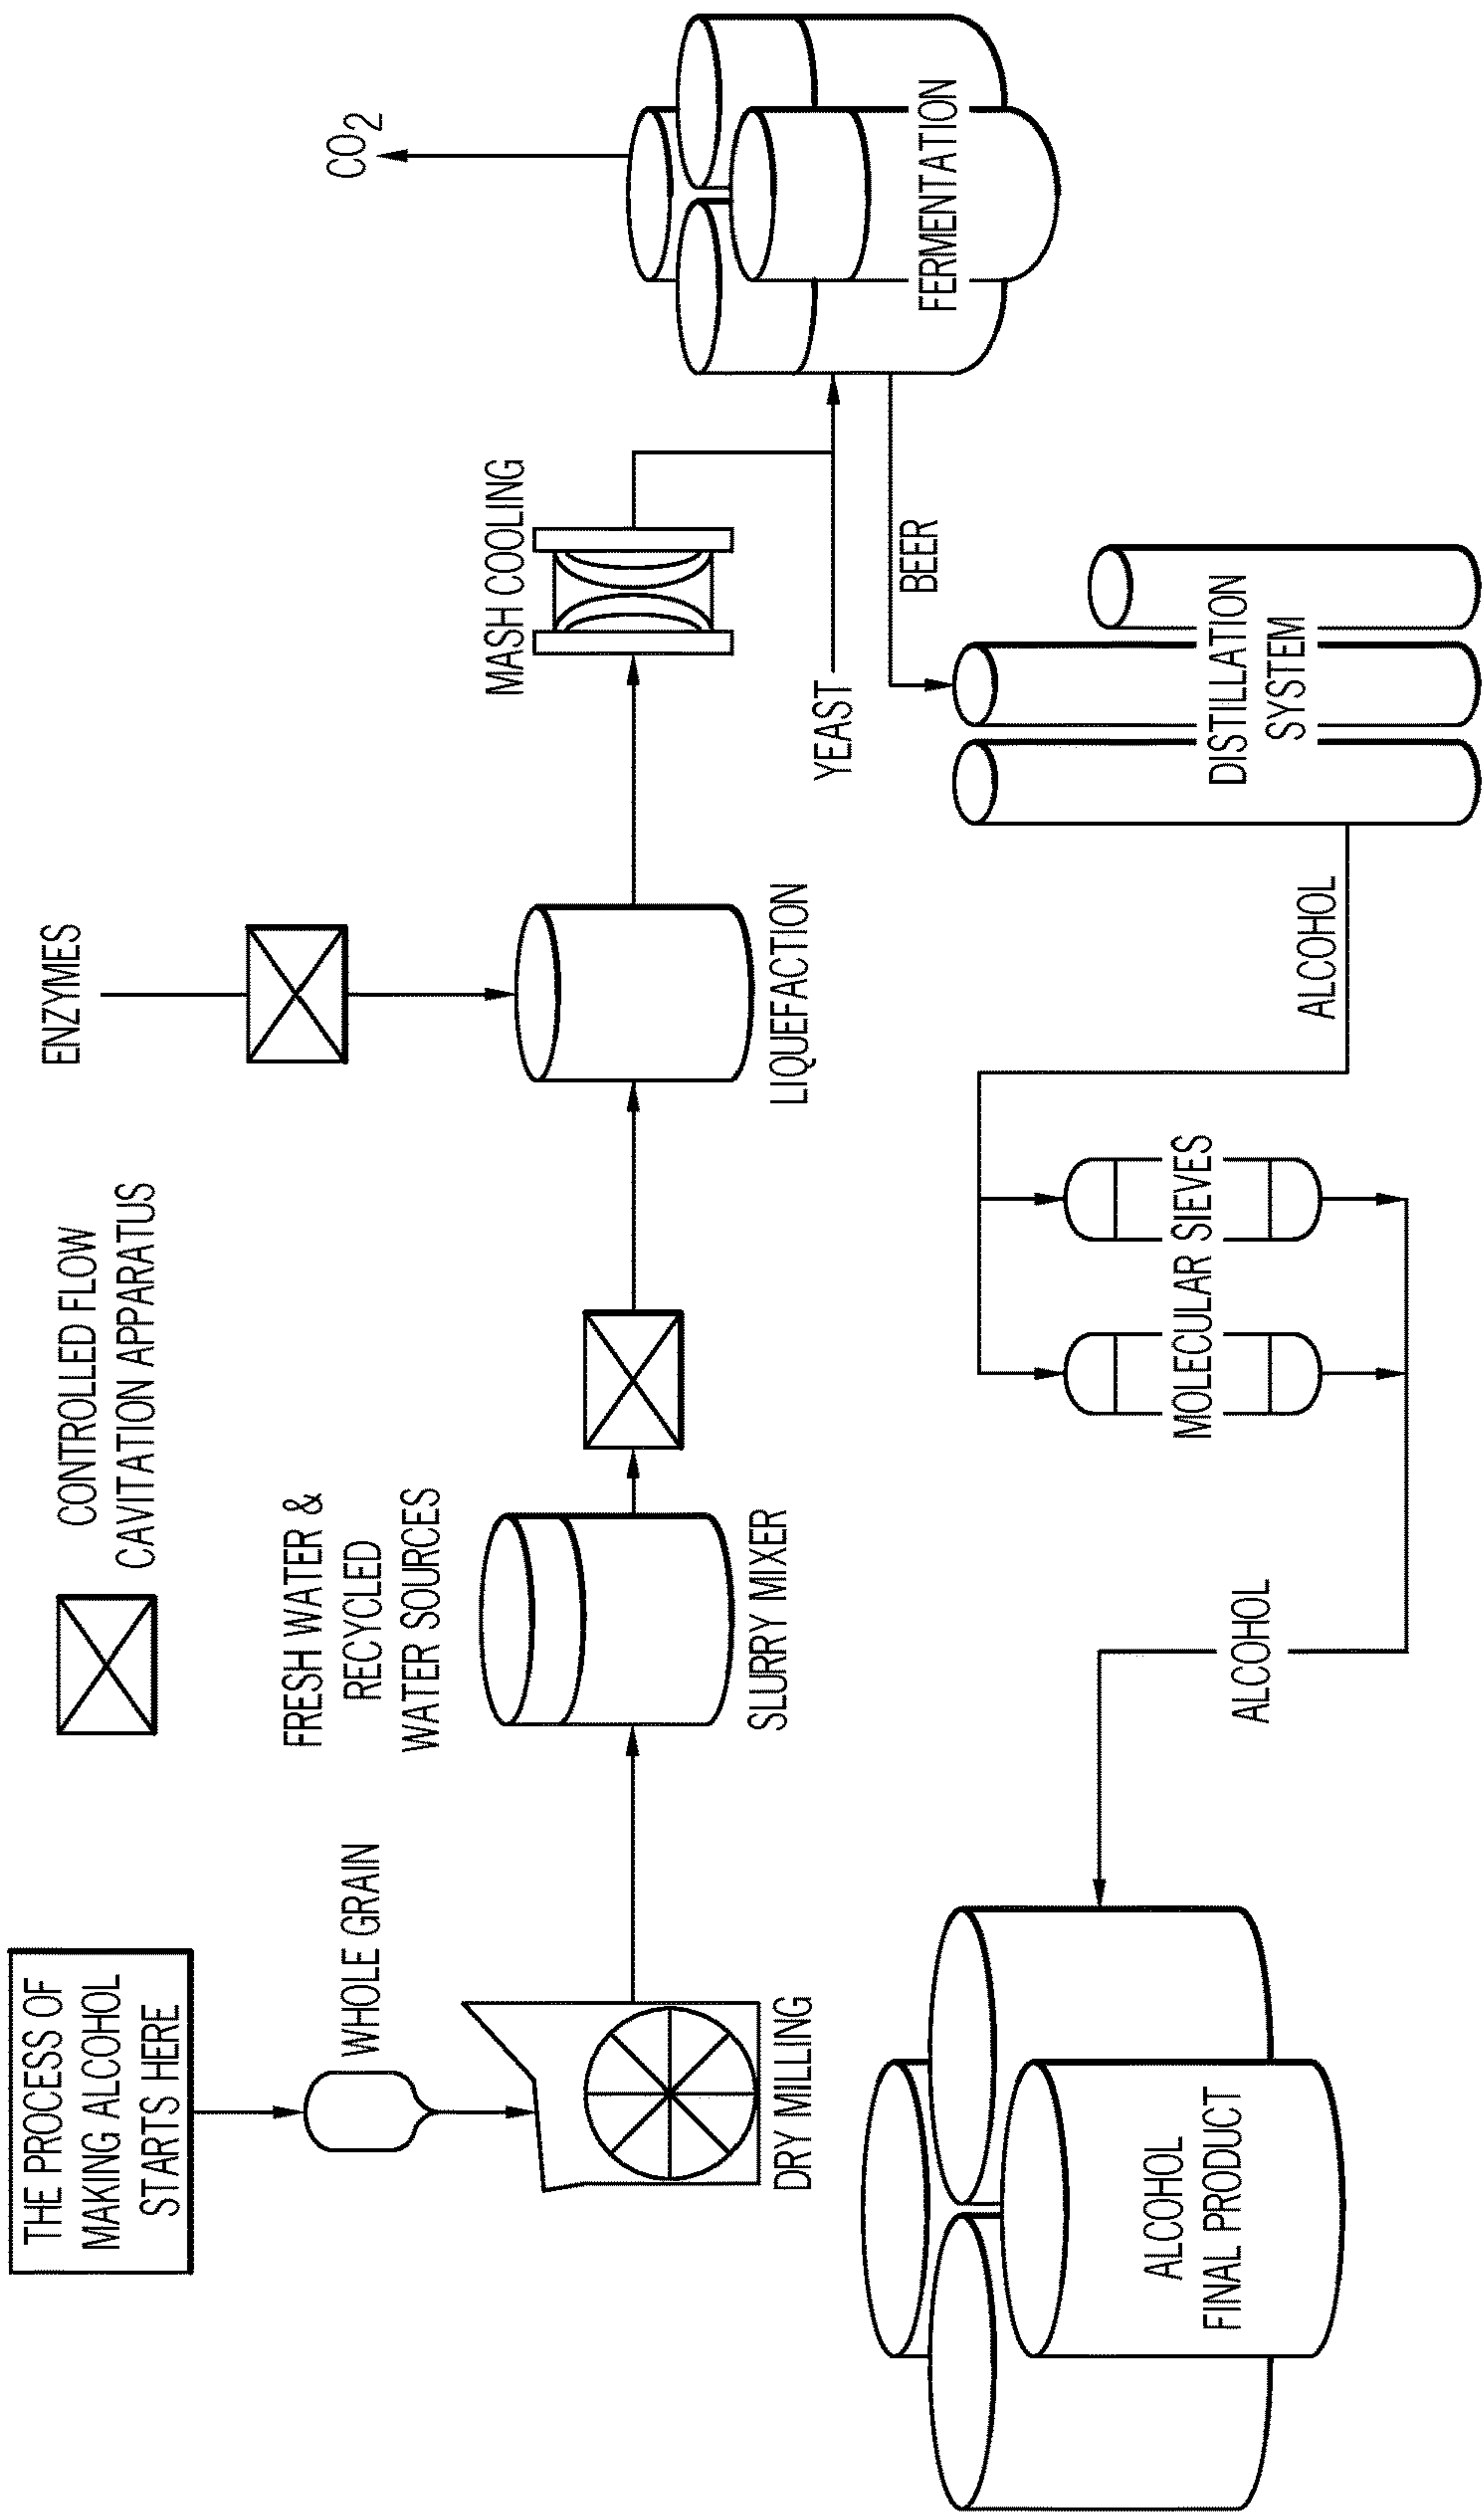 THE PROCESS OF
MAKING ALCOHOL
STARTS HERE
CONTROLLED FLOW
CAVITATION APPARATUS
ENZYMES
WHOLE GRAIN
FRESH WATER &
RECYCLED
WATER SOURCES
MASH COOLING
CO2
DRY MILLING
SLURRY MIXER
LIQUEFACTION
YEAST
BEER
FERMENTATION
ALCOHOL
FINAL PRODUCT
ALCOHOL
MOLECULAR SIEVES
ALCOHOL
DISTILLATION
SYSTEM